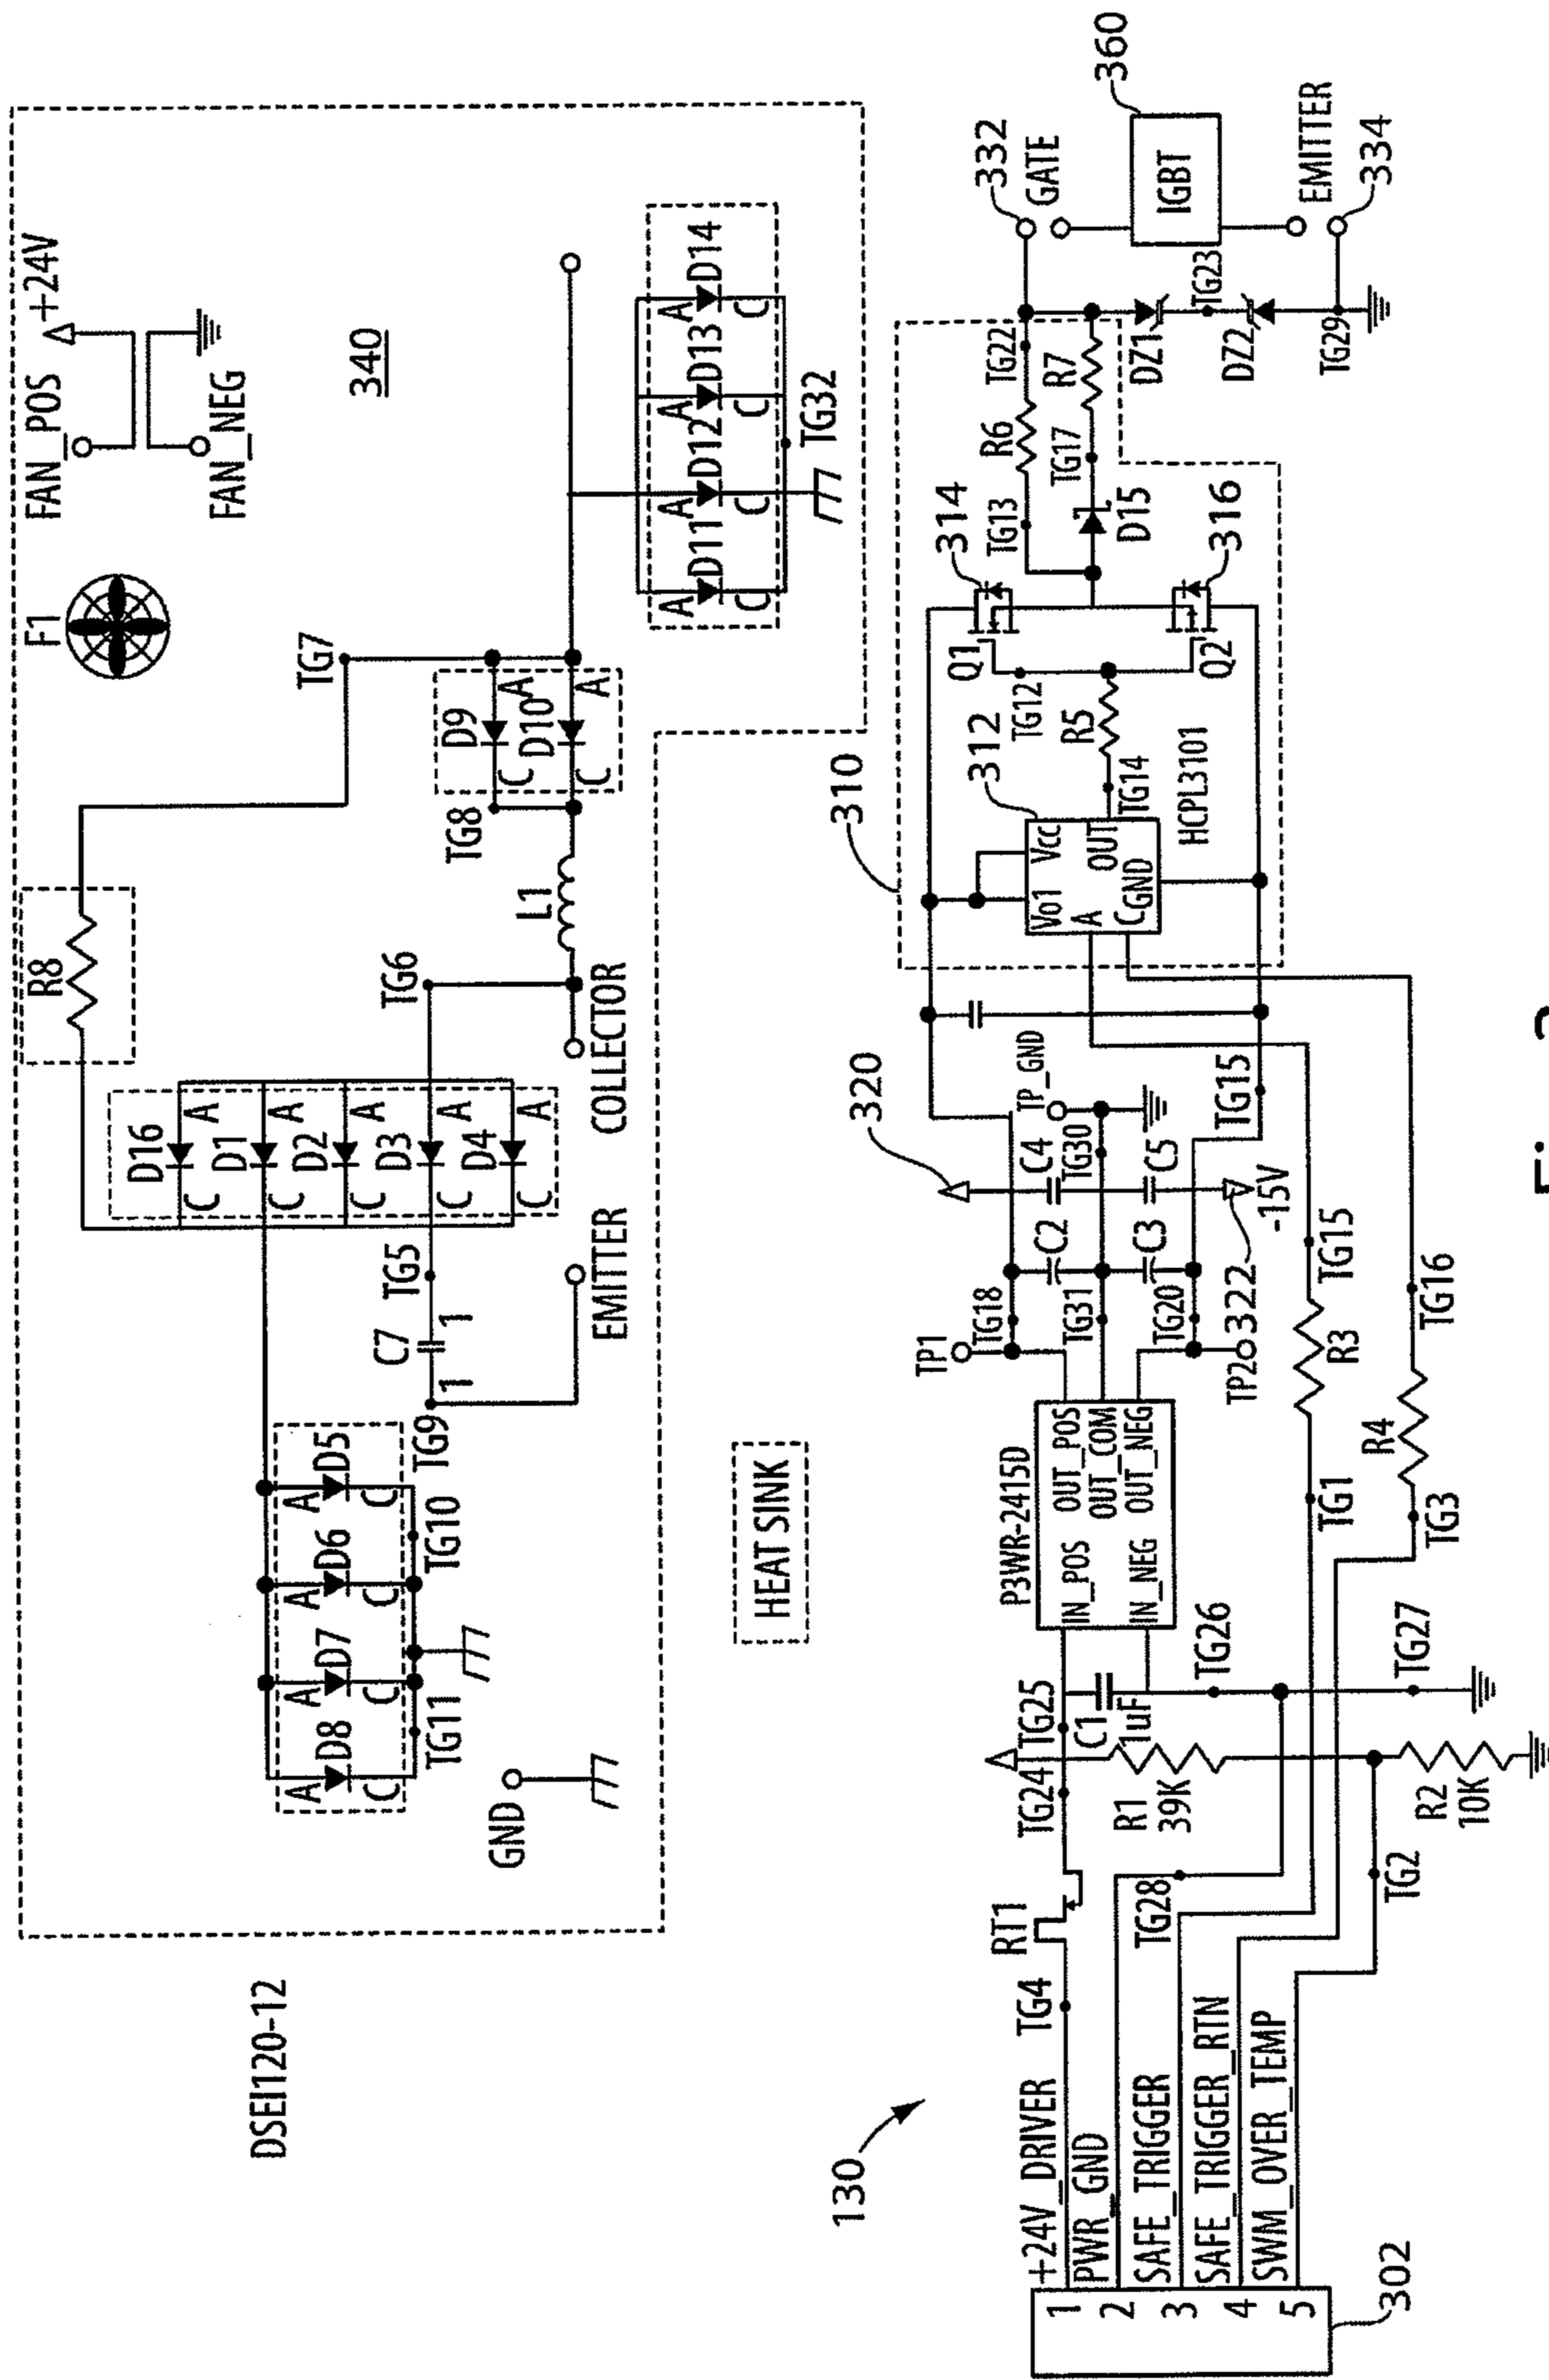 F1
FAN_POS
+24V
FAN_NEG
340
R8
TG7
D16
A
C
D1
A
C
D2
A
C
D3
A
C
D4
A
C
TG6
D9
A
C
D10
A
C
TG8
L1
COLLECTOR
EMITTER
TG5
C7
1
1
TG9
A D8 C
A D7 C
A D6 C
A D5 C
TG11
TG10
GND
A D11 C
A D12 C
A D13 C
A D14 C
TG32
DSEI120-12
HEAT SINK
130
302
1 +24V_DRIVER
2 PWR_GND
3 SAFE_TRIGGER
4 SAFE_TRIGGER_RTN
5 SWM_OVER_TEMP
TG4
RT1
TG24
TG25
TG28
R1
39K
C1
1uF
TG26
TG27
TG2
R2
10K
P3WR-2415D
IN_POS
IN_NEG
OUT_POS
OUT_COM
OUT_NEG
TP1
TG18
TG31
TG20
TP2
322
-15V
320
C2
C3
C4
C5
TG30
TP_GND
TG15
TG1
R3
TG15
TG3
R4
TG16
310
312
Vo1
Vcc
A
OUT
C
GND
HCPL3101
TG14
R5
TG12
Q1
Q2
314
316
TG13
R6
TG22
D15
TG17
R7
DZ1
TG23
DZ2
TG29
332
GATE
IGBT
360
EMITTER
334